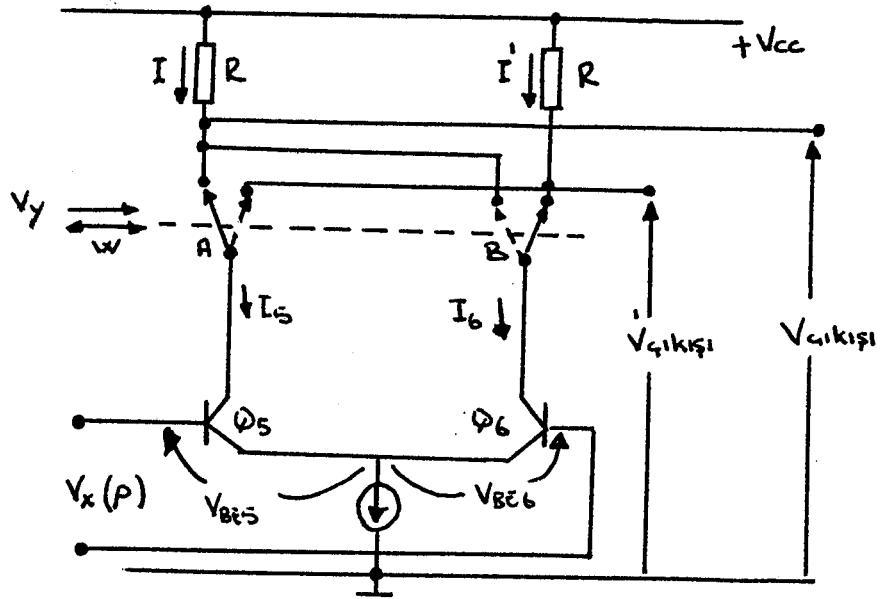 +Vcc
I
R
I'
R
Vy
w
A
B
I5
I6
V'çıkışı
Vçıkışı
Q5
Q6
Vx(ρ)
VBE5
VBE6